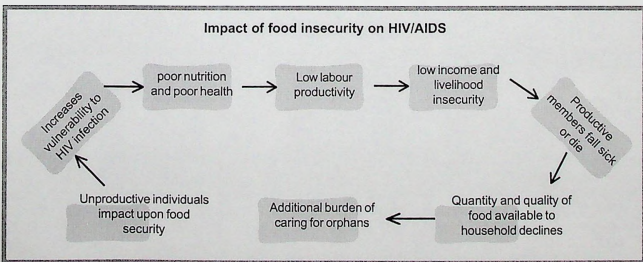 Impact of food insecurity on HIV/AIDS
Increases
vulnerability to
HIV infection
poor nutrition
and poor health
Low labour
productivity
low income and
livelihood
insecurity
Productive
members fall sick
or die
Quantity and quality of
food available to
household declines
Additional burden of
caring for orphans
Unproductive individuals
impact upon food
security